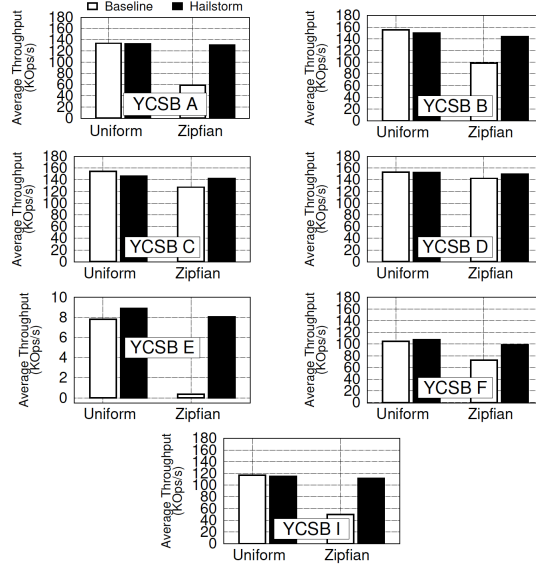 Baseline Hailstorm
Average Throughput
(KOps/s)
180
160
140
120
100
80
60
40
20
0
YCSB A
Uniform Zipfian
Average Throughput
(KOps/s)
180
160
140
120
100
80
60
40
20
0
YCSB B
Uniform Zipfian
Average Throughput
(KOps/s)
180
160
140
120
100
80
60
40
20
0
YCSB C
Uniform Zipfian
Average Throughput
(KOps/s)
180
160
140
120
100
80
60
40
20
0
YCSB D
Uniform Zipfian
Average Throughput
(KOps/s)
10
8
6
4
2
0
YCSB E
Uniform Zipfian
Average Throughput
(KOps/s)
180
160
140
120
100
80
60
40
20
0
YCSB F
Uniform Zipfian
Average Throughput
(KOps/s)
180
160
140
120
100
80
60
40
20
0
YCSB I
Uniform Zipfian